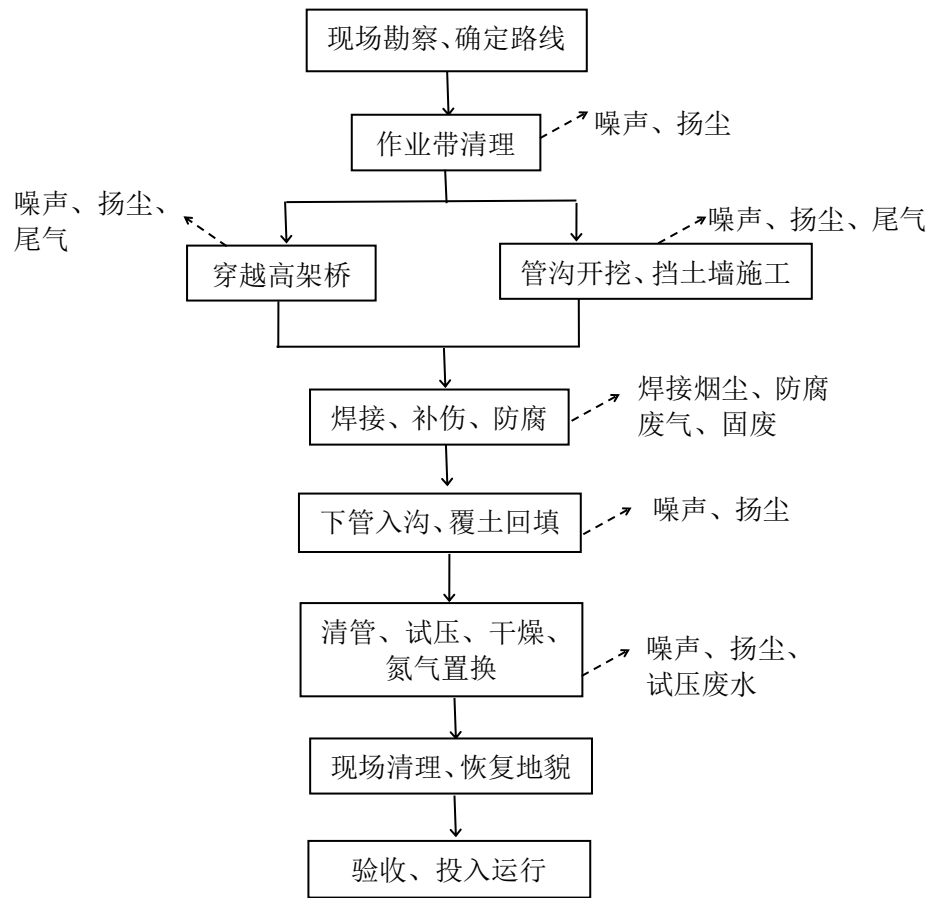 现场勘察、确定路线
作业带清理
噪声、扬尘
噪声、扬尘、
尾气
穿越高架桥
噪声、扬尘、尾气
管沟开挖、挡土墙施工
焊接、补伤、防腐
焊接烟尘、防腐
废气、固废
下管入沟、覆土回填
噪声、扬尘
清管、试压、干燥、
氮气置换
噪声、扬尘、
试压废水
现场清理、恢复地貌
验收、投入运行